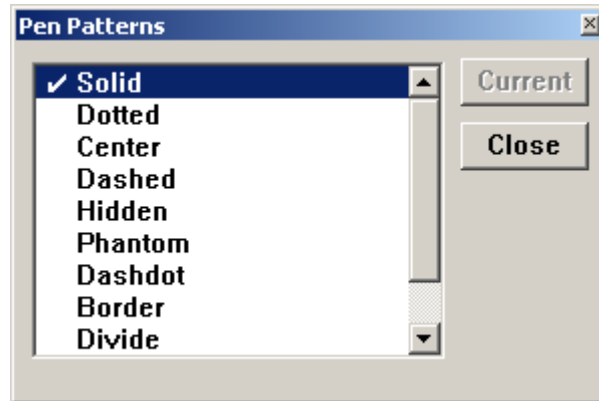 Pen Patterns
✓ Solid
Dotted
Center
Dashed
Hidden
Phantom
Dashdot
Border
Divide
Current
Close